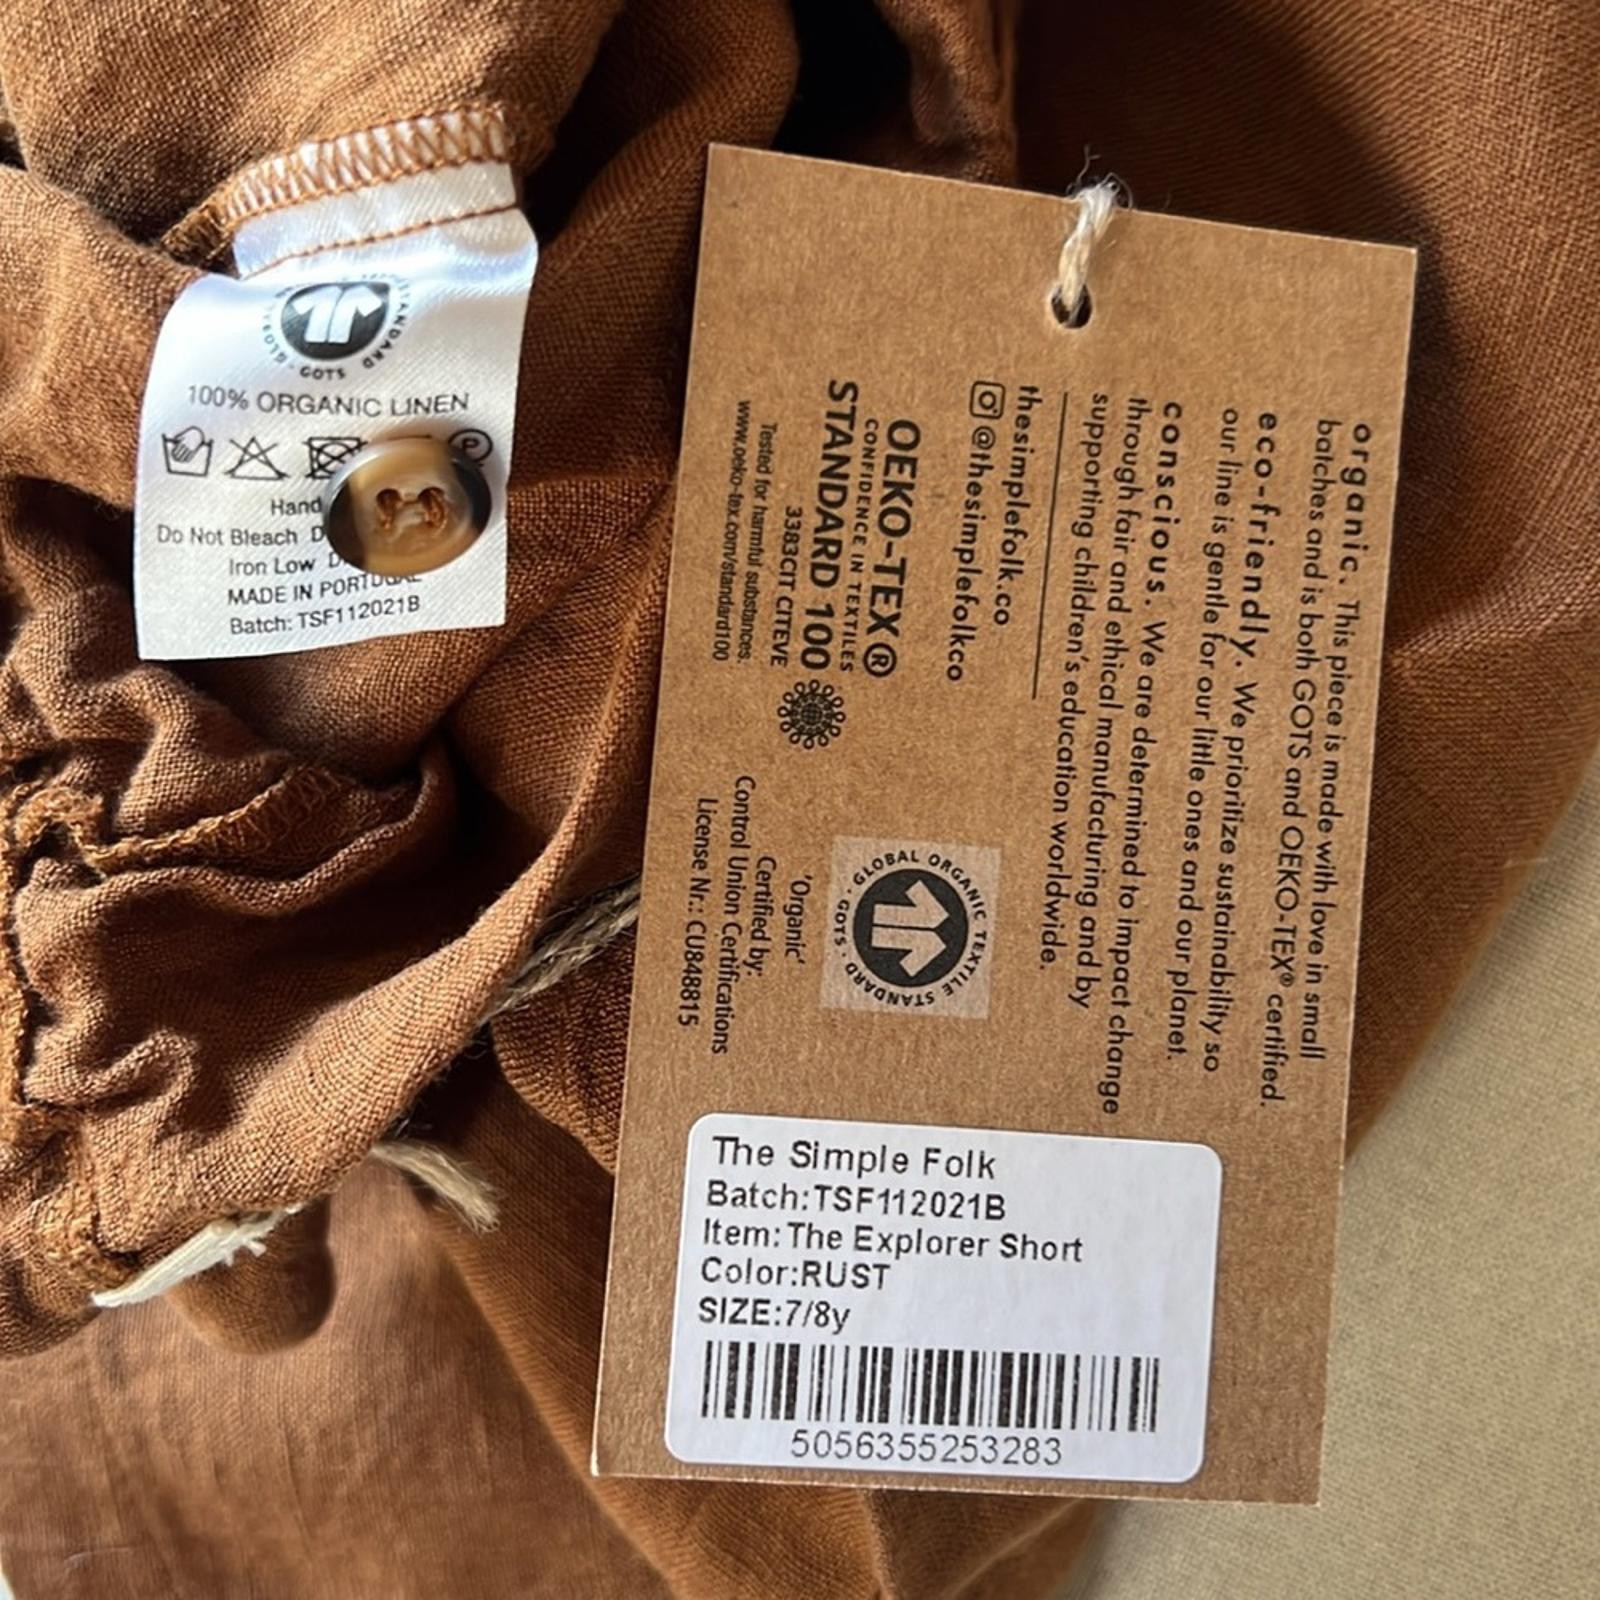 GLOBAL STANDARD · GOTS ·
100% ORGANIC LINEN
P
Hand
Do Not Bleach D
Iron Low D
MADE IN PORTUGAL
Batch: TSF112021B
organic. This piece is made with love in small
batches and is both GOTS and OEKO-TEX® certified.
eco-friendly. We prioritize sustainability so
our line is gentle for our little ones and our planet.
conscious. We are determined to impact change
through fair and ethical manufacturing and by
supporting children's education worldwide.
thesimplefolk.co
@thesimplefolkco
OEKO-TEX®
CONFIDENCE IN TEXTILES
STANDARD 100
3383CIT CITEVE
Tested for harmful substances.
www.oeko-tex.com/standard100
GLOBAL ORGANIC TEXTILE STANDARD · GOTS ·
'Organic'
Certified by:
Control Union Certifications
License Nr.: CU848815
The Simple Folk
Batch:TSF112021B
Item:The Explorer Short
Color:RUST
SIZE:7/8y
5056355253283